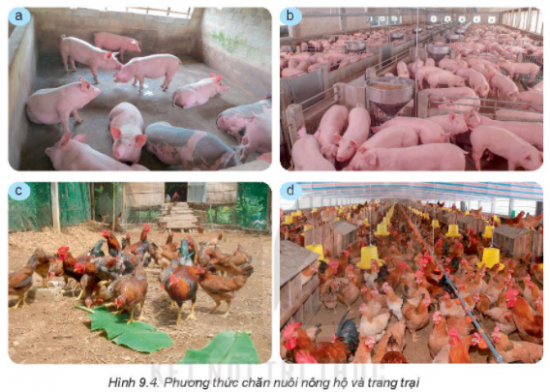 a
b
c
d
KẾT NỐI TRI THỨC
Hình 9.4. Phương thức chăn nuôi nông hộ và trang trại